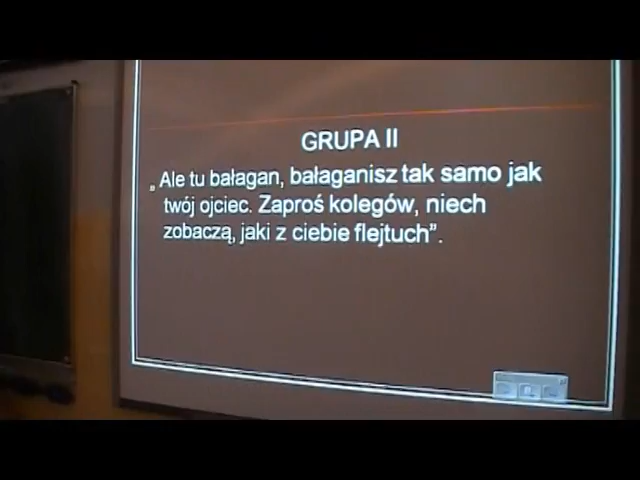 GRUPA II
„ Ale tu bałagan, bałaganisz tak samo jak
twój ojciec. Zaproś kolegów, niech
zobaczą, jaki z ciebie flejtuch”.